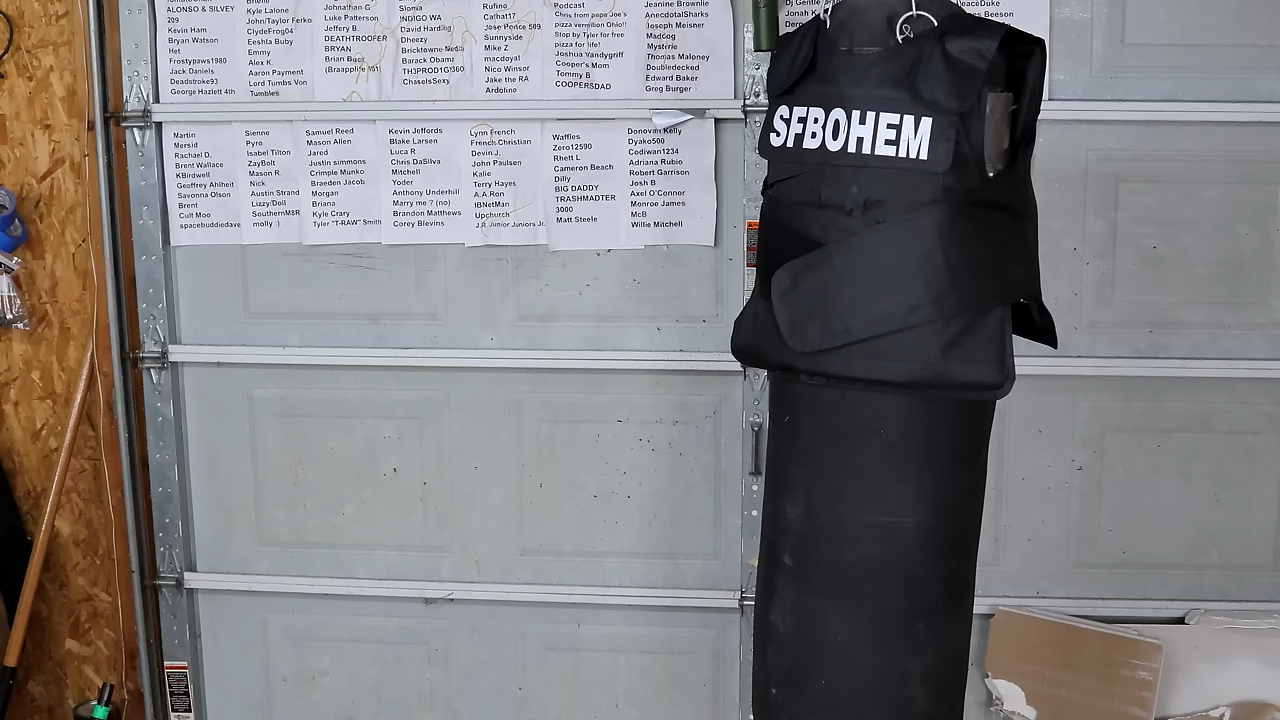 ALONSO & SILVEY
209
Kevin Ham
Bryan Watson
Het
Frostypaws1980
Jack Daniels
Deadstroke93
George Hazlett 4th
Brielle
Kyle Lalone
John/Taylor Ferko
ClydeFrog04
Eeshla Buby
Emmy
Alex K.
Aaron Payment
Lord Tumbs Von
Tumbles
Johnathan G
Luke Patterson
Jeffery B.
DEATHTROOFER
BRYAN
Slomia
INDIGO WA
David Harding
Dheezy
Bricktowne Media
Barack Obama
TH3PROD1G1360
ChaseIsSexy
Rufino
Calhat17
Jose Ponce 509
Sunnyside
Mike Z
macdoyal
Nico Winsor
Jake the RA
Ardolino
Podcast
Chris from papa Joe's
pizza vermilion Ohio!!
Stop by Tyler for free
pizza for life!
Joshua Vandygriff
Cooper's Mom
Tommy B
COOPERSDAD
Jeanine Brownlie
AnecdotalSharks
Joseph Meisner
Madcog
Mysterie
Thomas Maloney
Doubledecked
Edward Baker
Greg Burger
Martin
Mersid
Rachael D.
Brent Wallace
KBirdwell
Geoffrey Ahlheit
Savonna Olson
Brent
Cult Moo
spacebuddiedave
Sienne
Pyro
Isabel Tilton
ZayBolt
Mason R.
Nick
Austin Strand
Lizzy/Doll
SouthernM3R
molly :)
Samuel Reed
Mason Allen
Jarod
Justin simmons
Crimpie Munko
Braeden Jacob
Morgan
Briana
Kyle Crary
Tyler "T-RAW" Smith
Kevin Jeffords
Blake Larsen
Luca R
Chris DaSilva
Mitchell
Yoder
Anthony Underhill
Marry me ? (no)
Brandon Matthews
Corey Blevins
Lynn French
French Christian
Devin J.
John Paulsen
Kalie
Terry Hayes
A.A.Ron
IBNetMan
Upchurch
J.R. Junior Juniors Jr.
Waffles
Zero12590
Rhett L
Cameron Beach
Dilly
BIG DADDY
TRASHMADTER
3000
Matt Steele
Donovan Kelly
Dyako500
Codiwan1234
Adriana Rubio
Robert Garrison
Josh B
Axel O'Connor
Monroe James
McB
Willie Mitchell
SFBOHEM